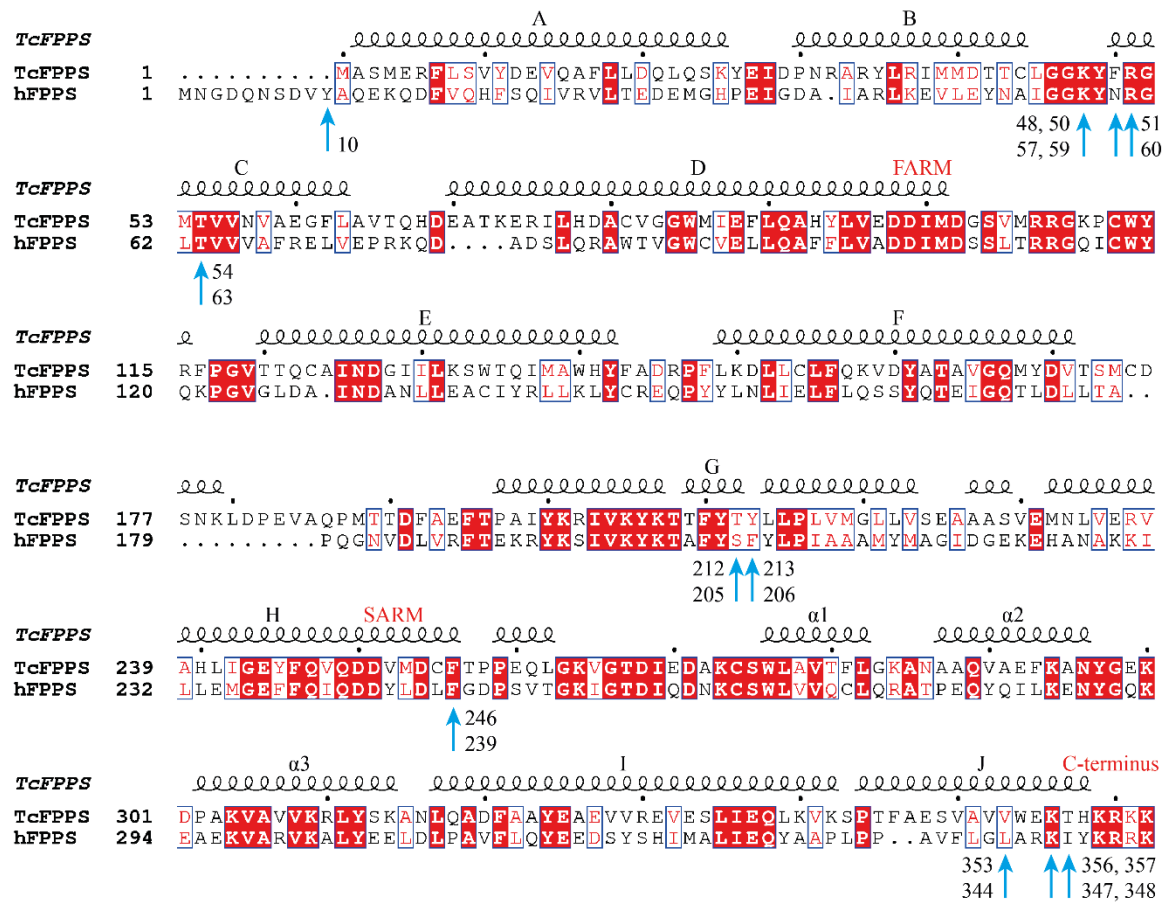 A B
TcFPPS
TcFPPS 1 ..........MASMERFLSVYDEVQAFLLDQLQSKYEIDPNRARYLRIMMDTTCLGGKYFRG
hFPPS 1 MNGDQNSDVYAQEKQDFVQHFSQIVRVLTEDEMGHPEIGDA.IARLKEVLEYNAIGGKYNRG
10 48, 50 51
57, 59 60
C D FARM
TcFPPS
TcFPPS 53 MTVVNVAEGFLAVTQHDEATKERILHDACVGGWMIEFLQAHYLVEDDIMDGSVMRRGKPCWY
hFPPS 62 LTVVVAFRELVEPRKQD....ADSLQRAWTVGWCVELLQAFFLVADDIMDSSLTRRGQICWY
54
63
E F
TcFPPS
TcFPPS 115 RFPGVTTQCAINDGIILKSWTQIMAWHYFADRPFLKDLLCLFQKVDYATAVGQMYDVTSMCD
hFPPS 120 QKPGVGLDA.INDANLLEACIYRLLKLYCREQPYYLNLIELFLQSSYQTEIGQTLDLLTA..
G
TcFPPS
TcFPPS 177 SNKLDPEVAQPMTTDFAEFTPAIYKRIVKYKTTFYTYLLPLVMGLLVSEAAASVEMNLVERV
hFPPS 179 .........PQGNVDLVRFTEKRYKSIVKYKTAFYSFYLPIAAAMYMAGIDGEKEHANAKKI
212 213
205 206
H SARM α1 α2
TcFPPS
TcFPPS 239 AHLIGEYFQVQDDVMDCFTPPEQLGKVGTDIEDAKCSWLAVTFLGKANAAQVAEFKANYGEK
hFPPS 232 LLEMGEFFQIQDDYLDLFGDPSVTGKIGTDIQDNKCSWLVVQCLQRATPEQYQILKENYGQK
246
239
α3 I J C-terminus
TcFPPS
TcFPPS 301 DPAKVAVVKRLYSKANLQADFAAYEAEVVREVESLIEQLKVKSPTFAESVAVVWEKTHKRKK
hFPPS 294 EAEKVARVKALYEELDLPAVFLQYEEDSYSHIMALIEQYAAPLPP..AVFLGLARKIYKRRK
353 356, 357
344 347, 348